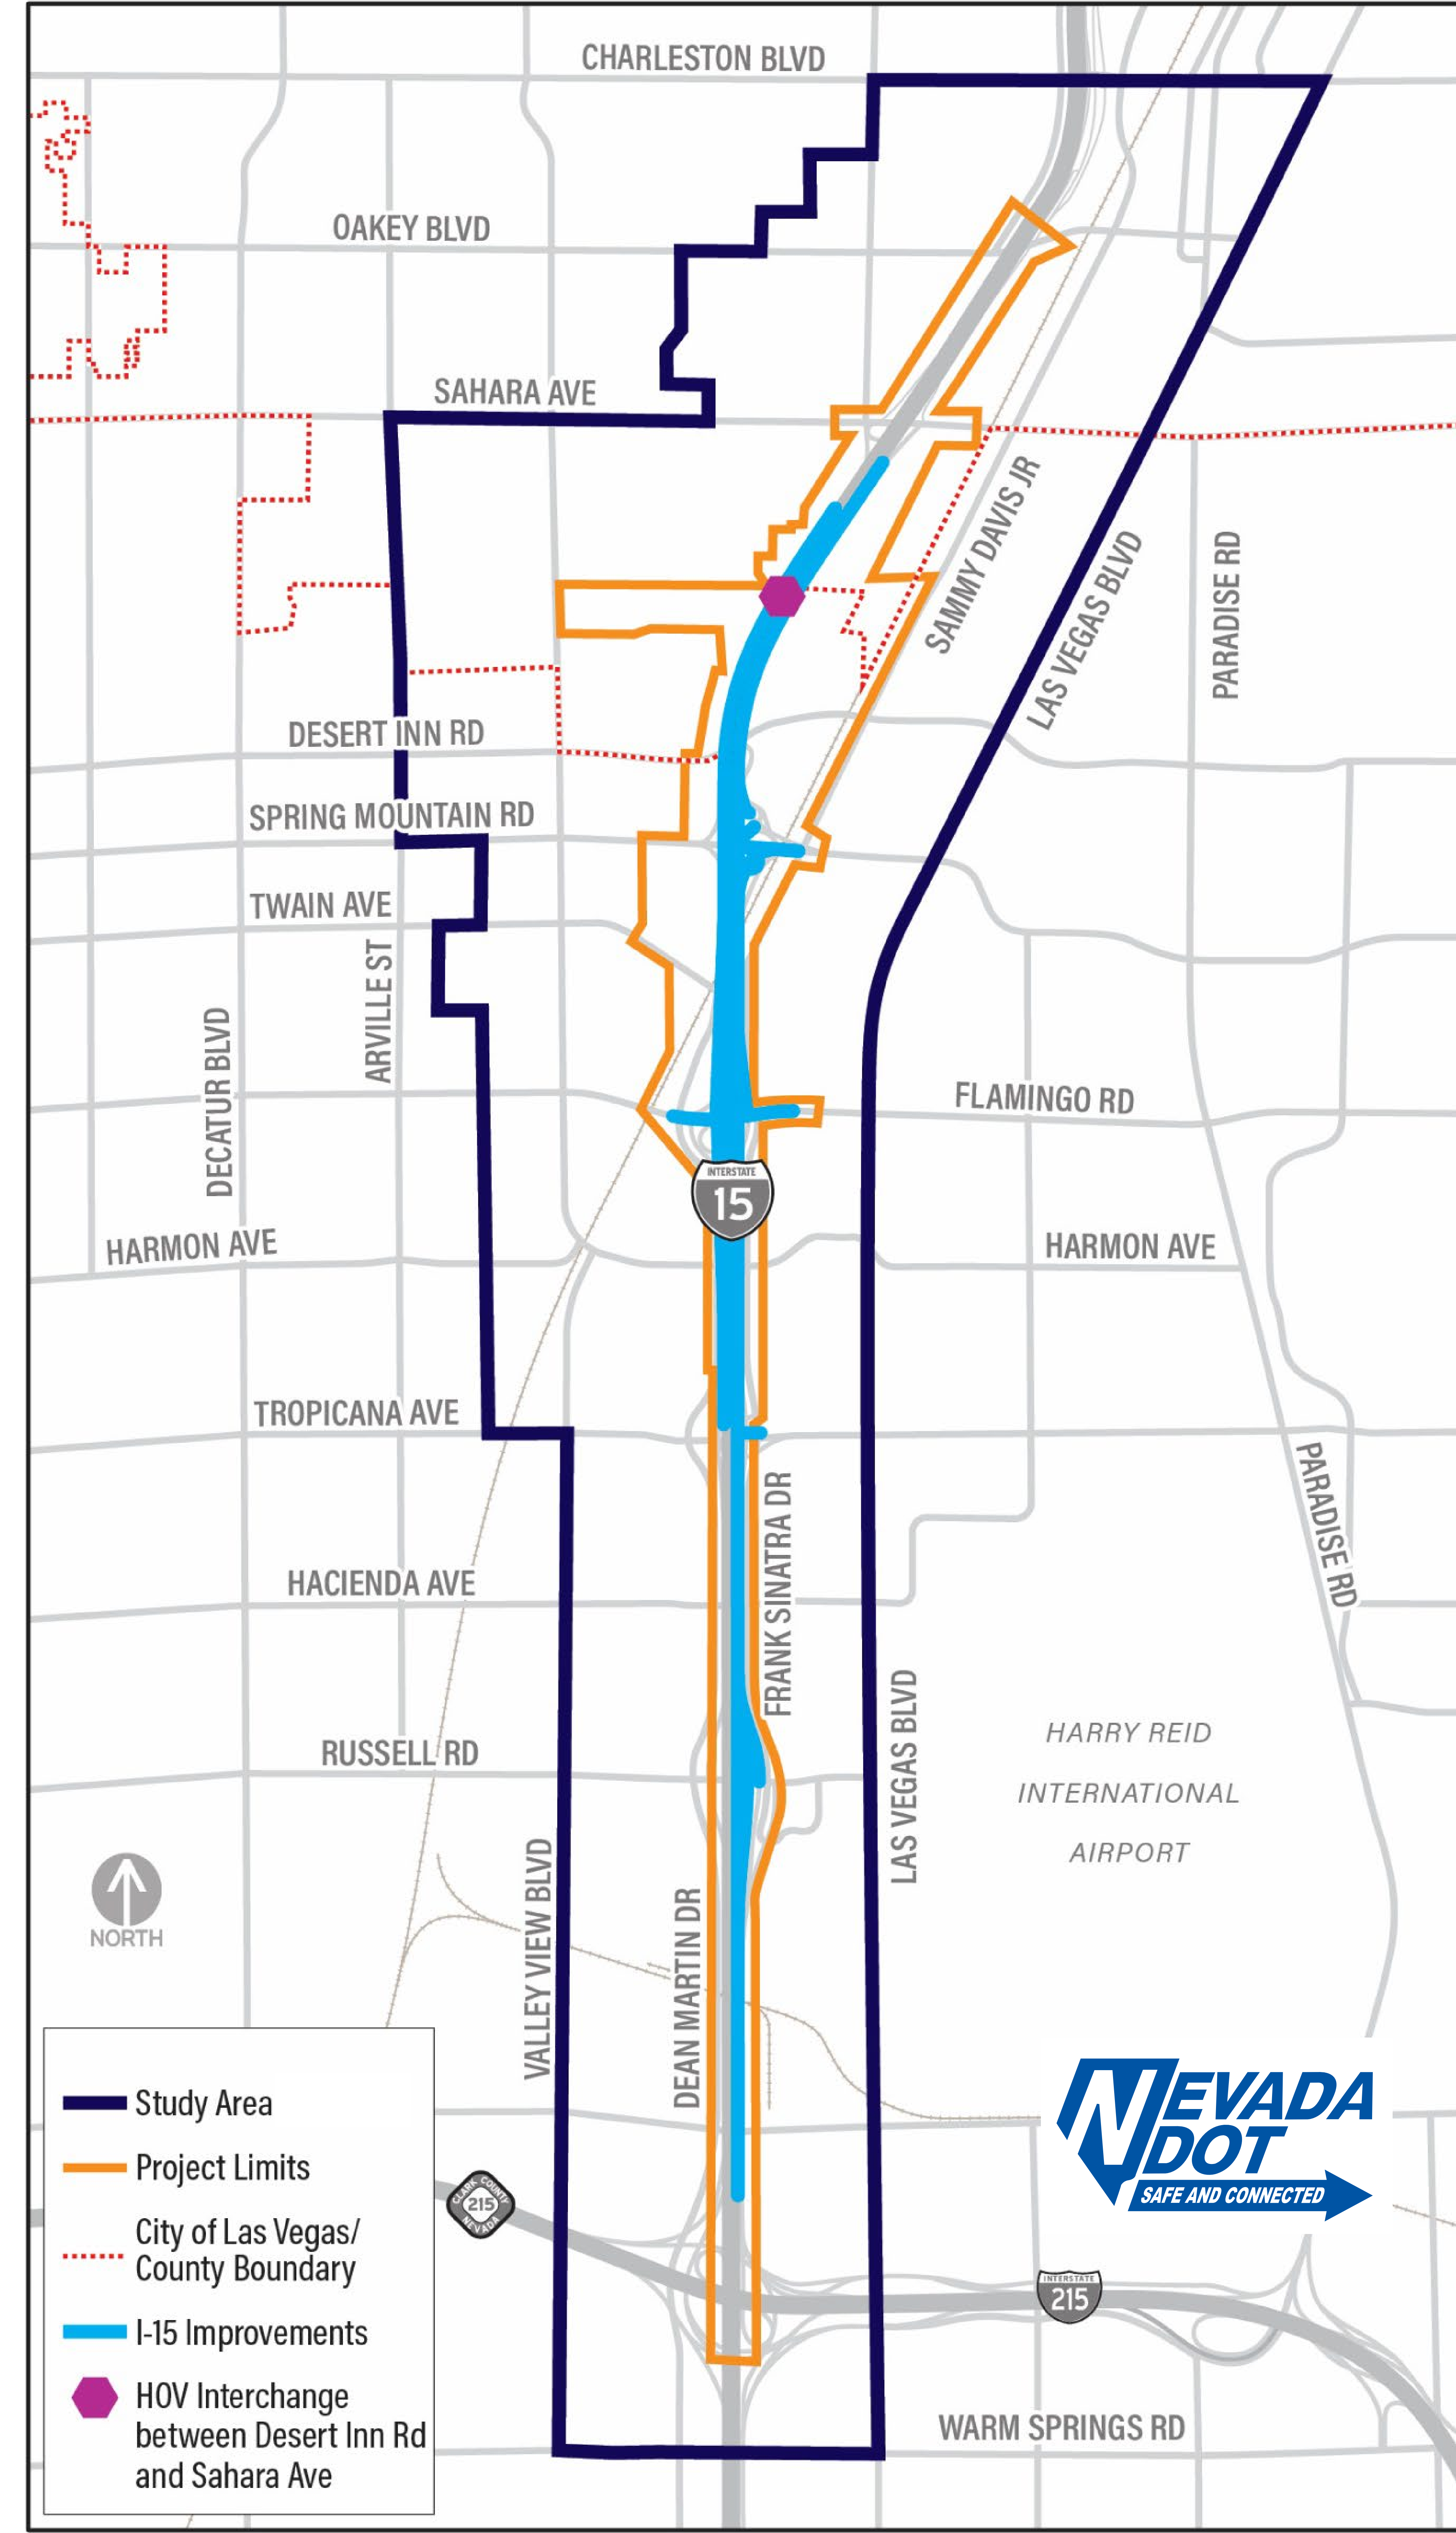 CHARLESTON BLVD
OAKEY BLVD
SAHARA AVE
SAMMY DAVIS JR
LAS VEGAS BLVD
PARADISE RD
DESERT INN RD
SPRING MOUNTAIN RD
TWAIN AVE
ARVILLE ST
DECATUR BLVD
FLAMINGO RD
INTERSTATE
15
HARMON AVE
HARMON AVE
TROPICANA AVE
PARADISE RD
FRANK SINATRA DR
HACIENDA AVE
LAS VEGAS BLVD
HARRY REID
INTERNATIONAL
AIRPORT
RUSSELL RD
VALLEY VIEW BLVD
DEAN MARTIN DR
NORTH
Study Area
Project Limits
City of Las Vegas/
County Boundary
I-15 Improvements
HOV Interchange
between Desert Inn Rd
and Sahara Ave
CLARK COUNTY
215
NEVADA
NEVADA
DOT
SAFE AND CONNECTED
INTERSTATE
215
WARM SPRINGS RD